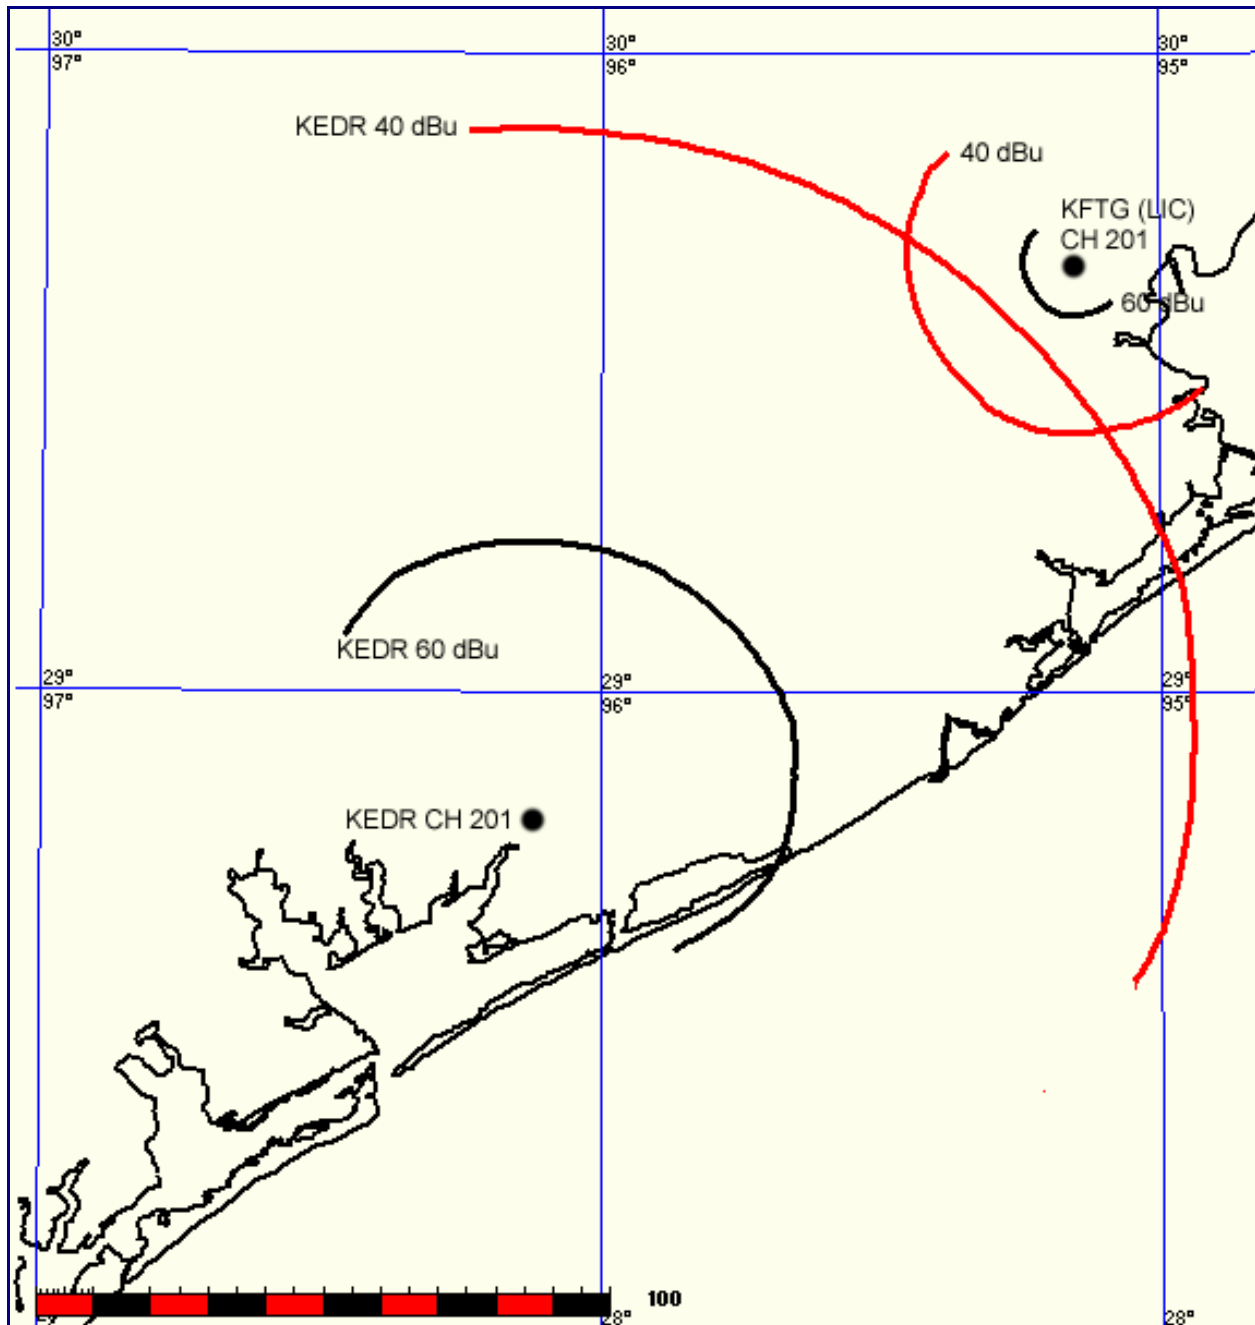 30° 30° 30°
97° 96° 95°
KEDR 40 dBu
40 dBu
KFTG (LIC)
CH 201
60 dBu
KEDR 60 dBu
29° 29° 29°
97° 96° 95°
KEDR CH 201
100
28° 28°